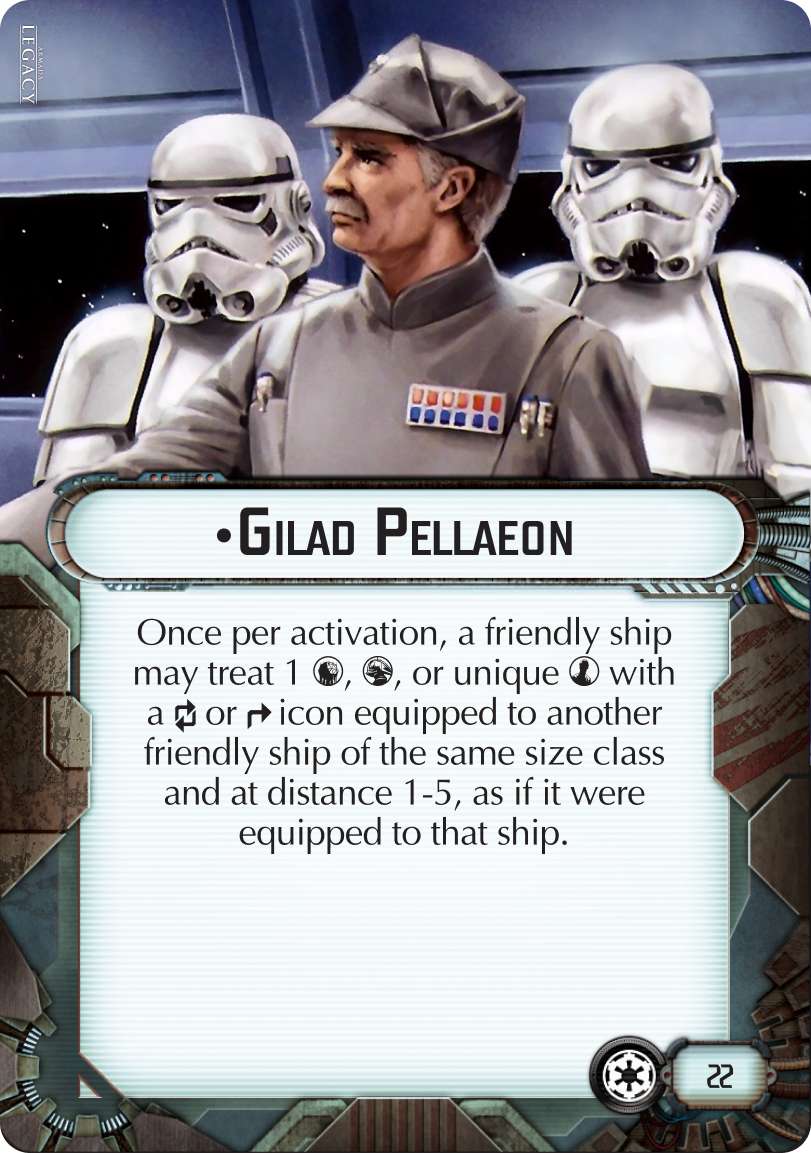 ARMADA
LEGACY
•GILAD PELLAEON
Once per activation, a friendly ship
may treat 1 , , or unique with
a or icon equipped to another
friendly ship of the same size class
and at distance 1-5, as if it were
equipped to that ship.
22